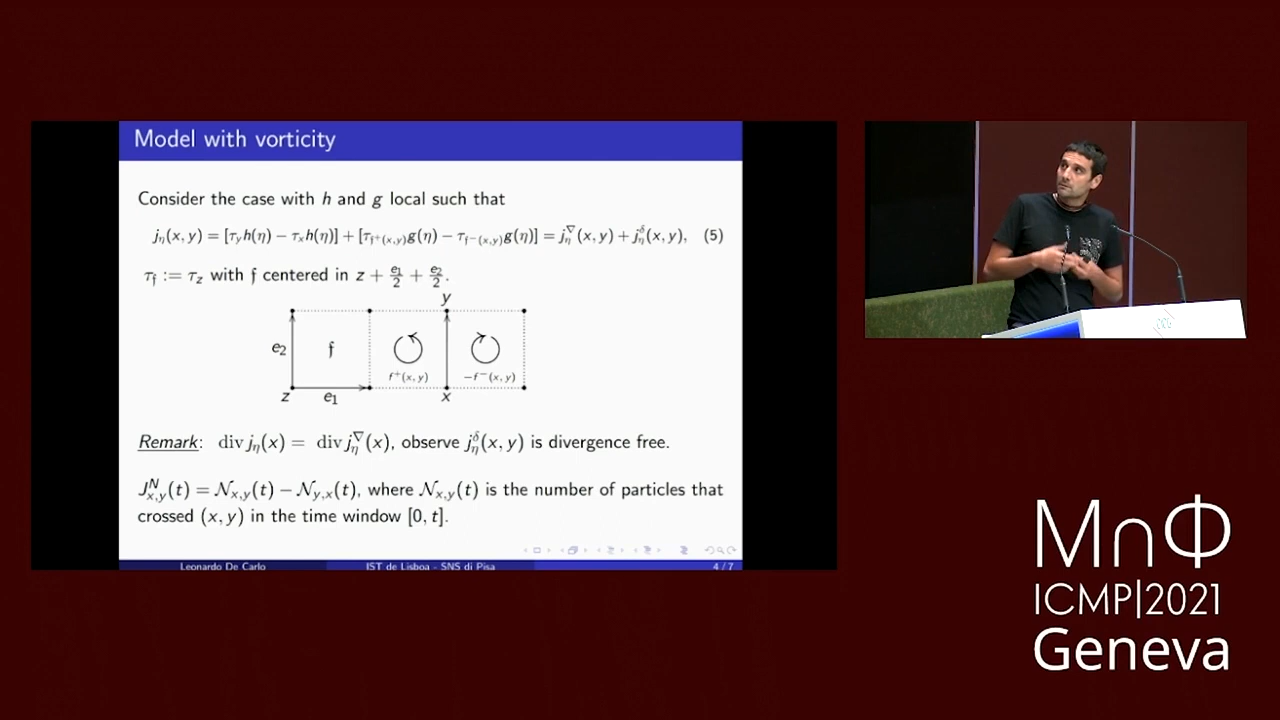 Model with vorticity
Consider the case with h and g local such that
j_η(x, y) = [τ_y h(η) − τ_x h(η)] + [τ_{f⁺(x,y)} g(η) − τ_{f⁻(x,y)} g(η)] = j_η^∇(x, y) + j_η^δ(x, y), (5)
τ_f := τ_z with f centered in z + e₁/2 + e₂/2.
y
e₂ f
f⁺(x, y) −f⁻(x, y)
z e₁ x
Remark: div j_η(x) = div j_η^∇(x), observe j_η^δ(x, y) is divergence free.
J_{x,y}^N(t) = N_{x,y}(t) − N_{y,x}(t), where N_{x,y}(t) is the number of particles that
crossed (x, y) in the time window [0, t].
Leonardo De Carlo IST de Lisboa - SNS di Pisa 4 / 7
M∩Φ
ICMP|2021
Geneva